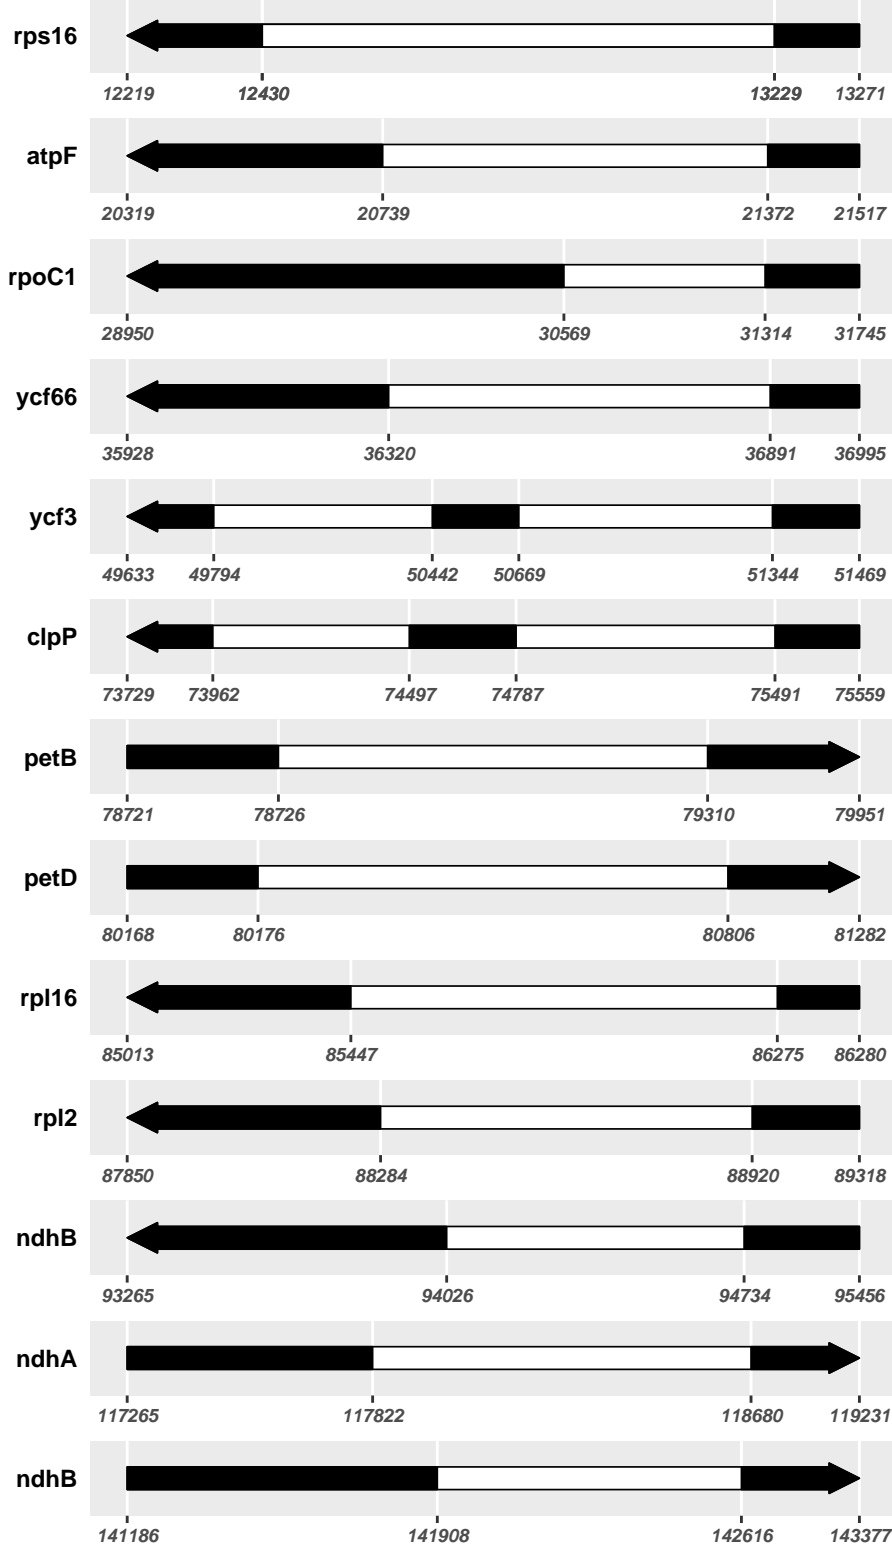 rps16
12219 12430 13229 13271
atpF
20319 20739 21372 21517
rpoC1
28950 30569 31314 31745
ycf66
35928 36320 36891 36995
ycf3
49633 49794 50442 50669 51344 51469
clpP
73729 73962 74497 74787 75491 75559
petB
78721 78726 79310 79951
petD
80168 80176 80806 81282
rpl16
85013 85447 86275 86280
rpl2
87850 88284 88920 89318
ndhB
93265 94026 94734 95456
ndhA
117265 117822 118680 119231
ndhB
141186 141908 142616 143377